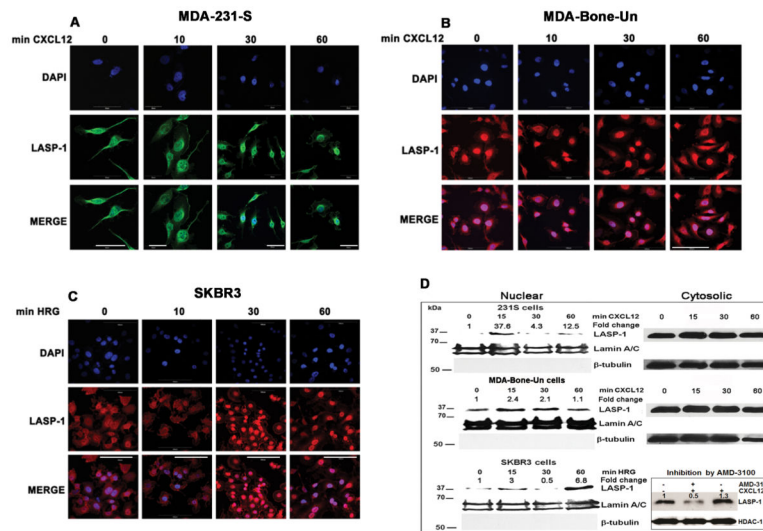 A MDA-231-S
min CXCL12 0 10 30 60
DAPI
LASP-1
MERGE
B MDA-Bone-Un
min CXCL12 0 10 30 60
DAPI
LASP-1
MERGE
C SKBR3
min HRG 0 10 30 60
DAPI
LASP-1
MERGE
D
Nuclear Cytosolic
kDa 231S cells
0 15 30 60 min CXCL12 0 15 30 60
1 37.6 4.3 12.5 Fold change
37 LASP-1
70 Lamin A/C
50 β-tubulin
MDA-Bone-Un cells
0 15 30 60 min CXCL12 0 15 30 60
1 2.4 2.1 1.1 Fold change
37 LASP-1
70 Lamin A/C
50 β-tubulin
SKBR3 cells
0 15 30 60 min HRG Inhibition by AMD-3100
1 3 0.5 6.8 Fold change
- + - AMD-31
- + + CXCL12
1 0.5 1.3
37 LASP-1 LASP-1
70 Lamin A/C HDAC-1
50 β-tubulin